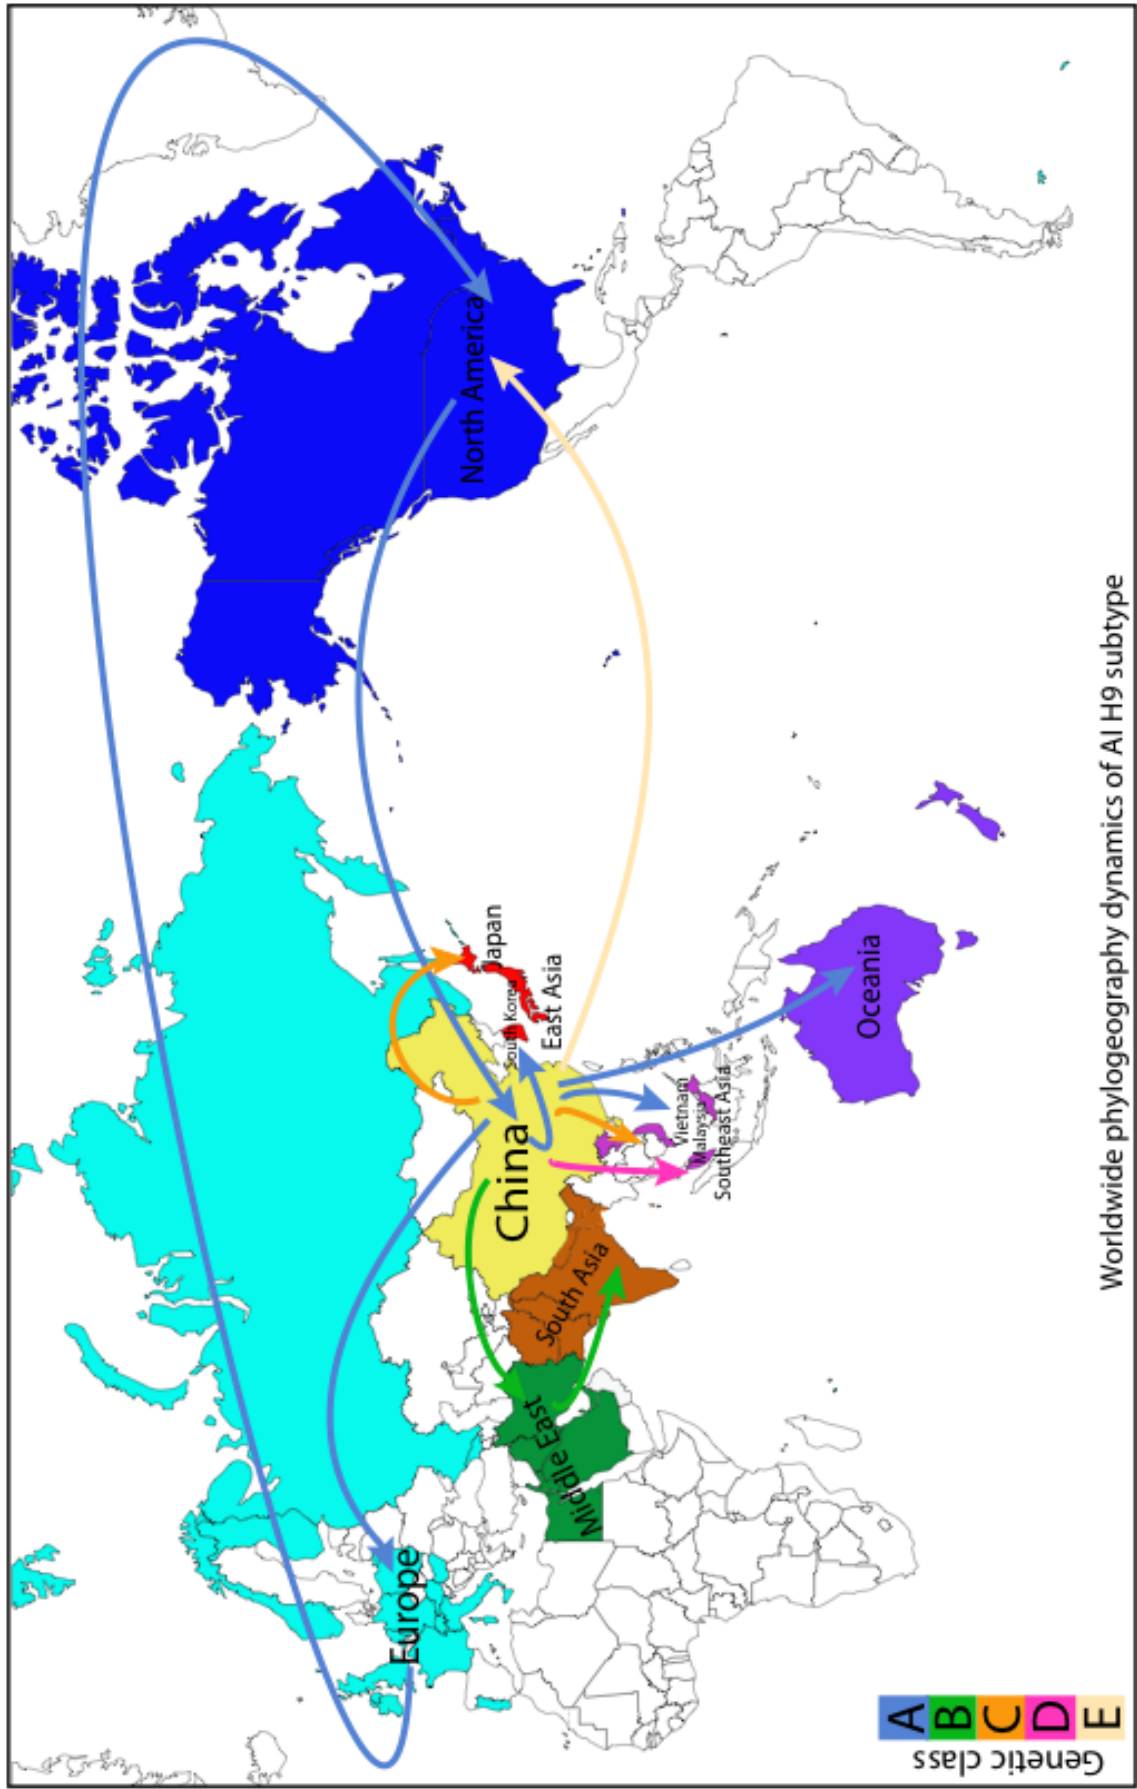 North America
Europe
China
Japan
South Korea
East Asia
Middle East
South Asia
Vietnam
Malaysia
Southeast Asia
Oceania
Genetic class
A
B
C
D
E
Worldwide phylogeography dynamics of AI H9 subtype